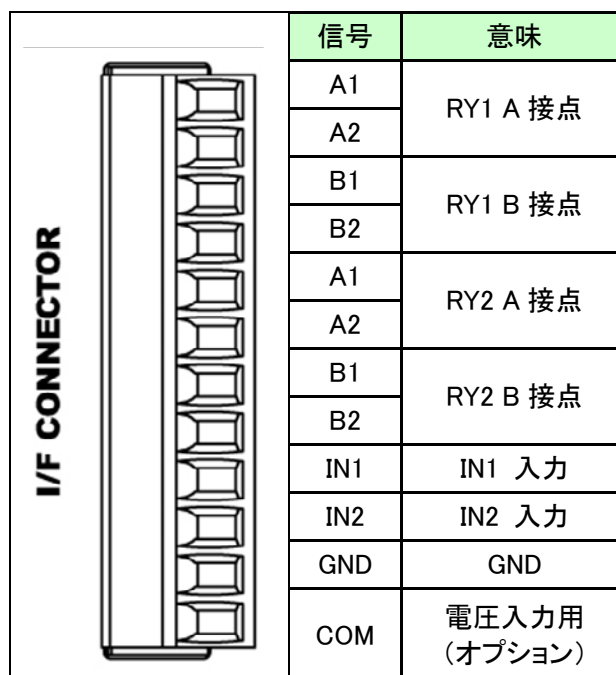 I/F CONNECTOR
信号 意味
A1
RY1 A 接点
A2
B1
RY1 B 接点
B2
A1
RY2 A 接点
A2
B1
RY2 B 接点
B2
IN1 IN1 入力
IN2 IN2 入力
GND GND
COM 電圧入力用
(オプション)